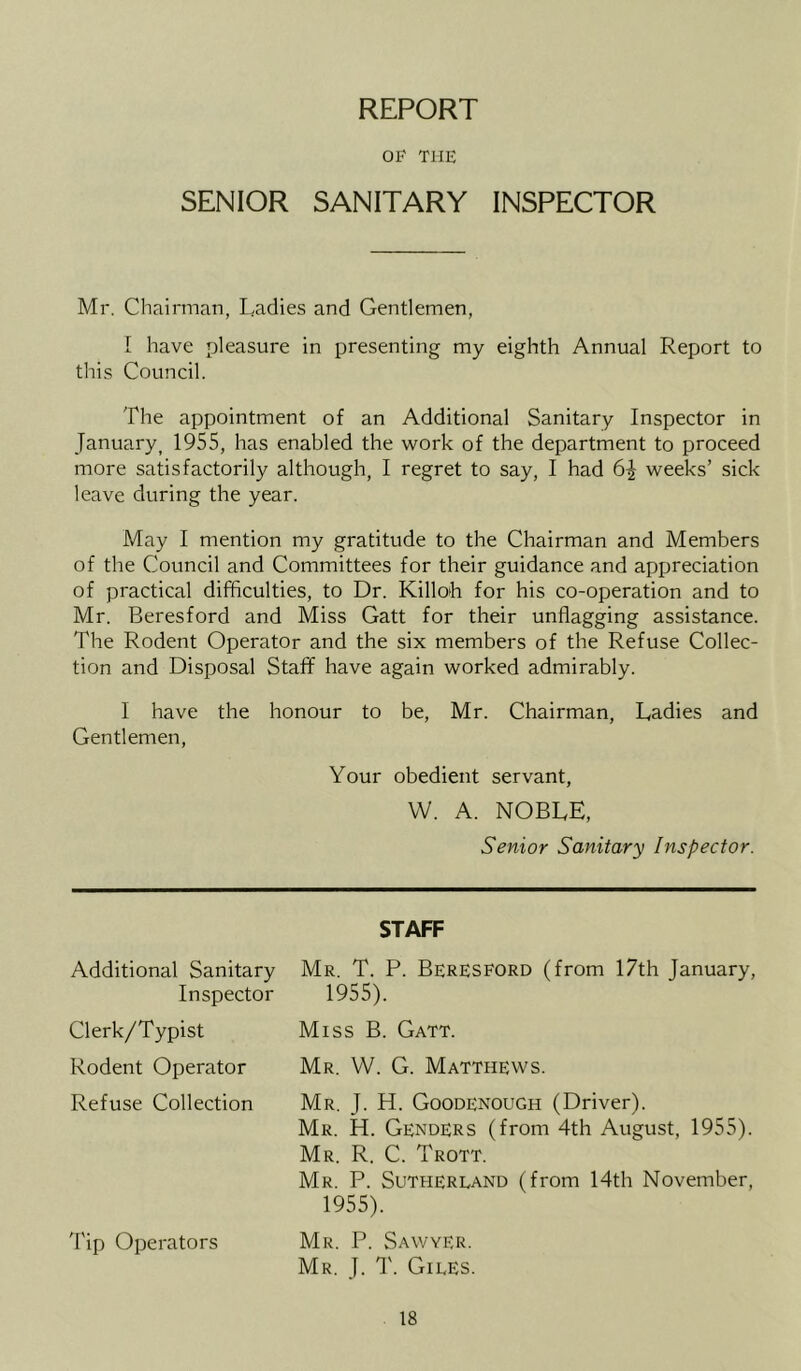 REPORT
OF THE
SENIOR SANITARY INSPECTOR
Mr. Chairman, Ladies and Gentlemen,
I have pleasure in presenting my eighth Annual Report to
this Council.
The appointment of an Additional Sanitary Inspector in
January, 1955, has enabled the work of the department to proceed
more satisfactorily although, I regret to say, I had 6½ weeks’ sick
leave during the year.
May I mention my gratitude to the Chairman and Members
of the Council and Committees for their guidance and appreciation
of practical difficulties, to Dr. Killoh for his co-operation and to
Mr. Beresford and Miss Gatt for their unflagging assistance.
The Rodent Operator and the six members of the Refuse Collec-
tion and Disposal Staff have again worked admirably.
I have the honour to be, Mr. Chairman, Ladies and
Gentlemen,
Your obedient servant,
W. A. NOBLE,
Senior Sanitary Inspector.
STAFF
Additional Sanitary Mr. T. P. Beresford (from 17th January,
Inspector 1955).
Clerk/Typist Miss B. Gatt.
Rodent Operator Mr. W. G. Matthews.
Refuse Collection Mr. J. H. Goodenough (Driver).
Mr. H. Genders (from 4th August, 1955).
Mr. R. C. Trott.
Mr. P. Sutherland (from 14th November,
1955).
Tip Operators Mr. P. Sawyer.
Mr. J. T. Giles.
18